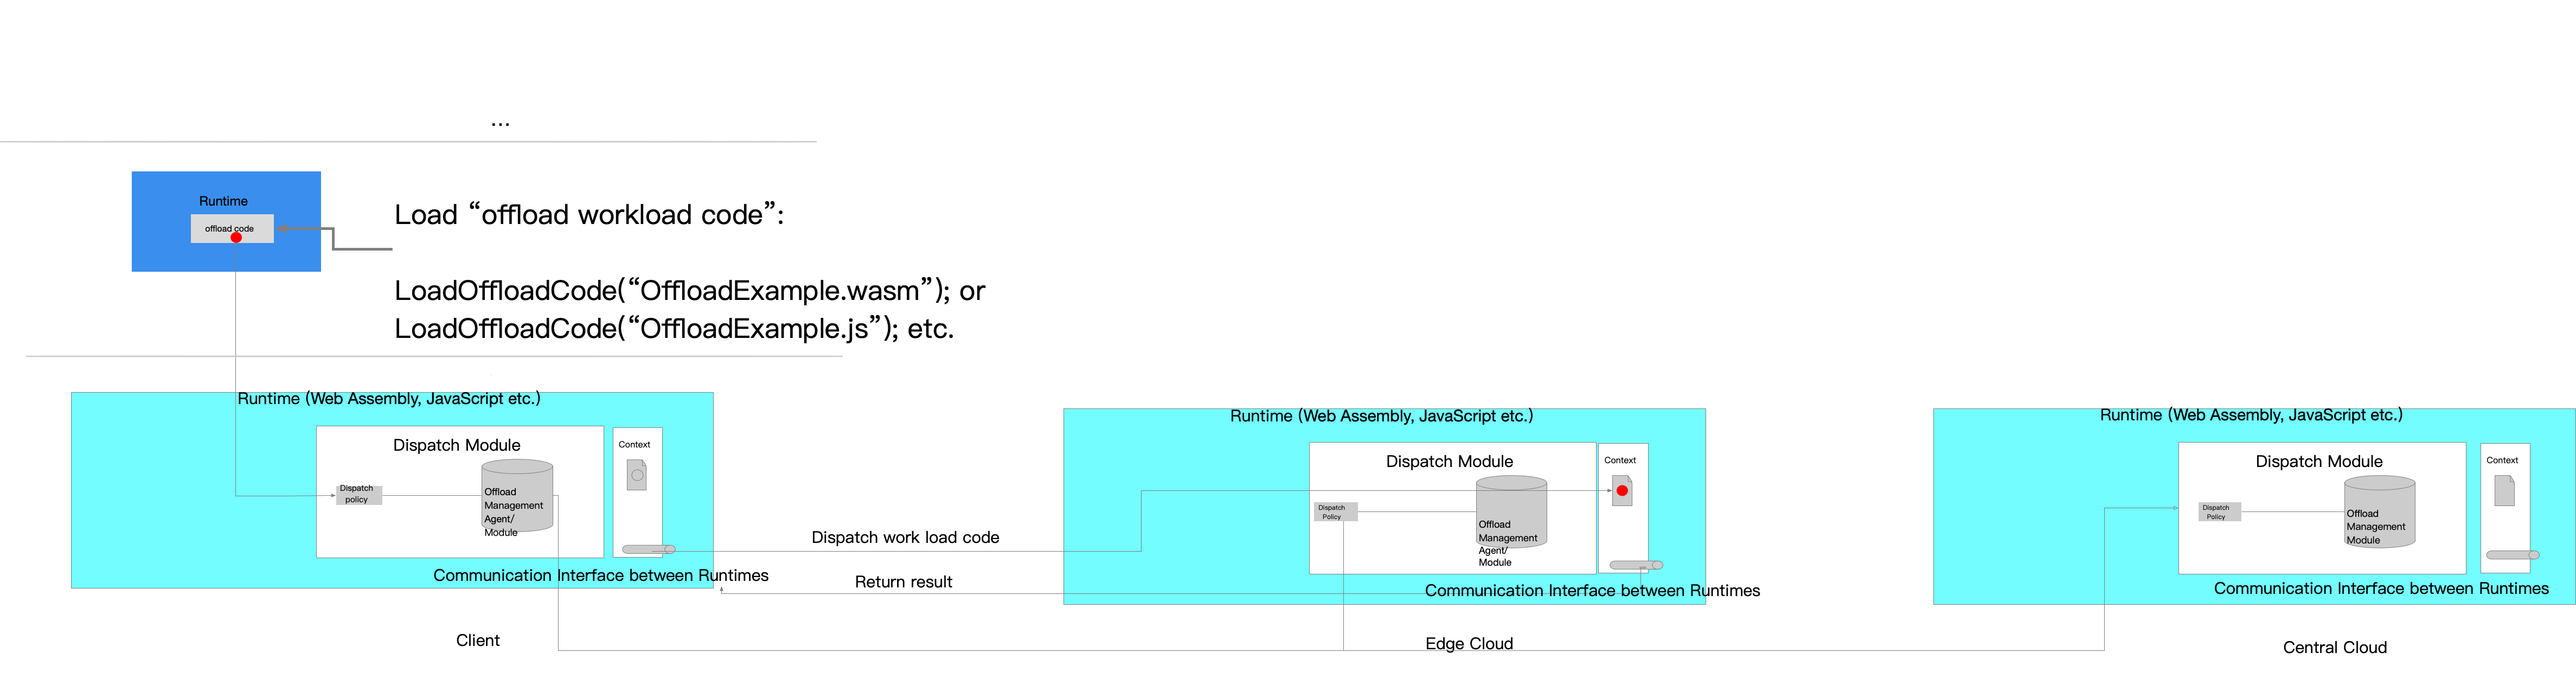 ...
Runtime
offload code
Load “offload workload code”:
LoadOffloadCode(“OffloadExample.wasm”); or
LoadOffloadCode(“OffloadExample.js”); etc.
Runtime (Web Assembly, JavaScript etc.)
Dispatch Module
Context
Dispatch
policy
Offload
Management
Agent/
Module
Communication Interface between Runtimes
Client
Dispatch work load code
Return result
Runtime (Web Assembly, JavaScript etc.)
Dispatch Module
Context
Dispatch
Policy
Offload
Management
Agent/
Module
Communication Interface between Runtimes
Edge Cloud
Runtime (Web Assembly, JavaScript etc.)
Dispatch Module
Context
Dispatch
Policy
Offload
Management
Module
Communication Interface between Runtimes
Central Cloud